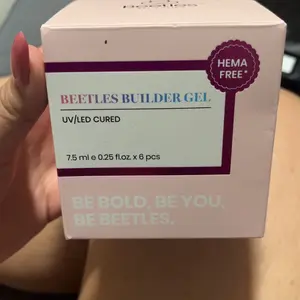 HEMA
FREE*
BEETLES BUILDER GEL
UV/LED CURED
7.5 ml e 0.25 fl.oz. x 6 pcs
BE BOLD, BE YOU,
BE BEETLES.